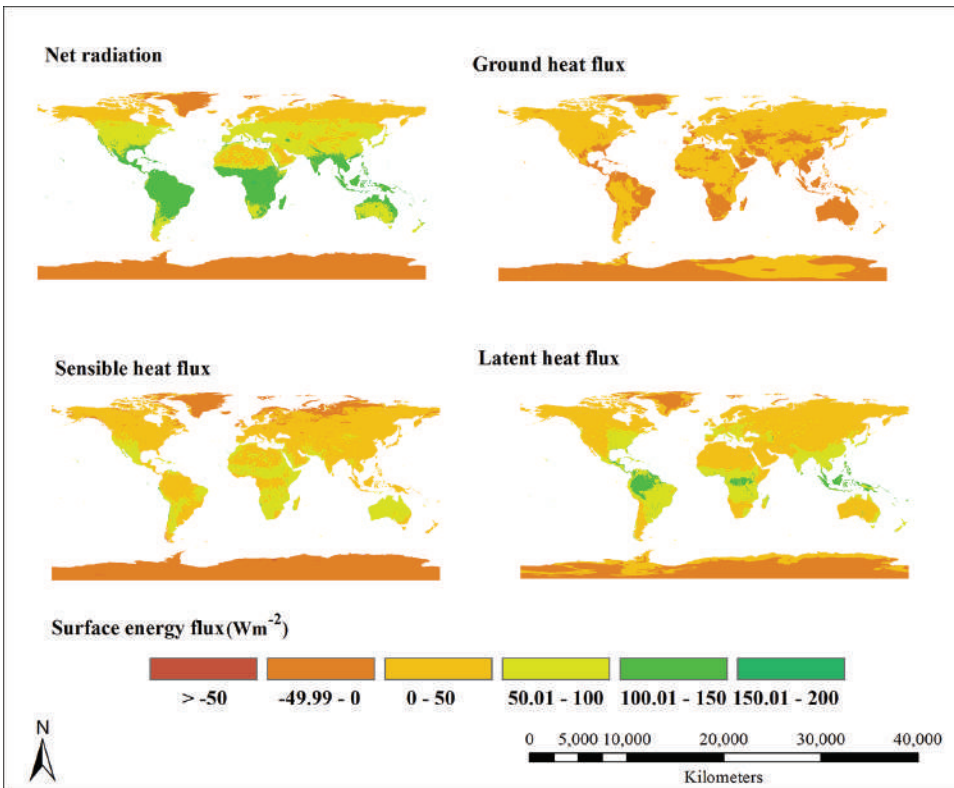 Net radiation
Ground heat flux
Sensible heat flux
Latent heat flux
Surface energy flux(Wm⁻²)
> -50 -49.99 - 0 0 - 50 50.01 - 100 100.01 - 150 150.01 - 200
N
0 5,000 10,000 20,000 30,000 40,000
Kilometers